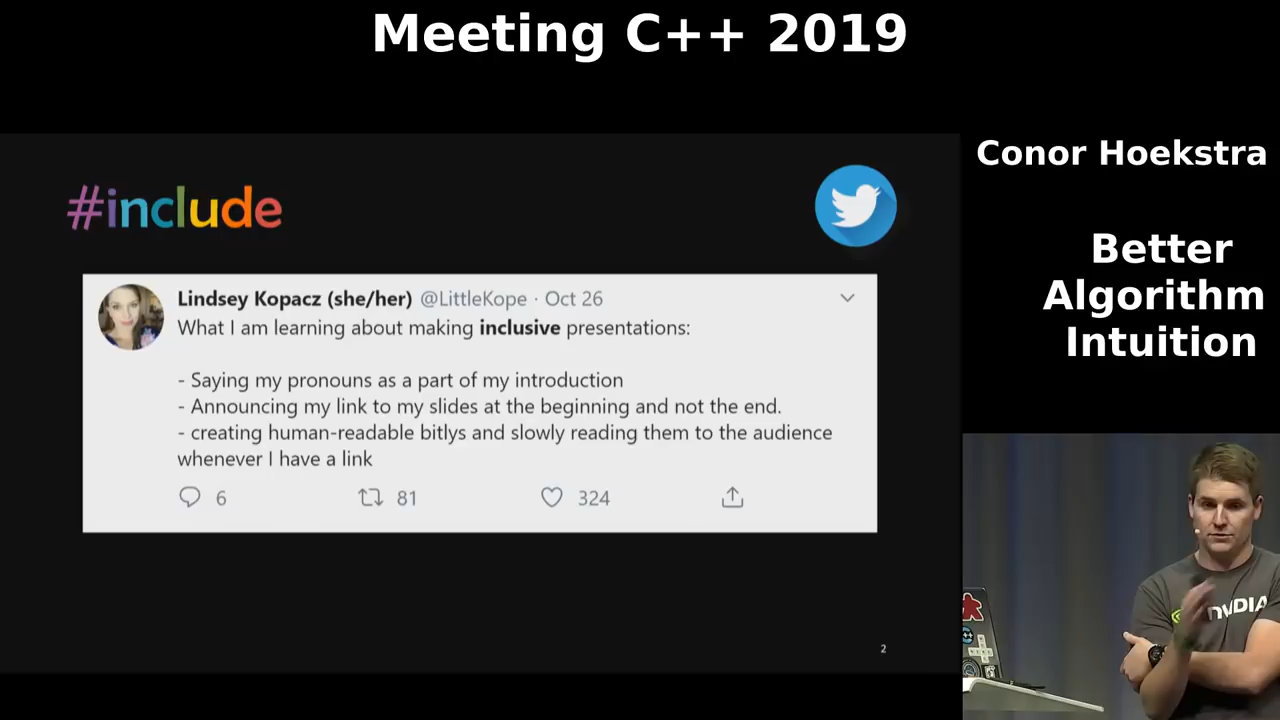 Meeting C++ 2019
Conor Hoekstra
Better
Algorithm
Intuition
#include
Lindsey Kopacz (she/her) @LittleKope · Oct 26
What I am learning about making inclusive presentations:
- Saying my pronouns as a part of my introduction
- Announcing my link to my slides at the beginning and not the end.
- creating human-readable bitlys and slowly reading them to the audience
whenever I have a link
6 81 324
2
NVIDIA